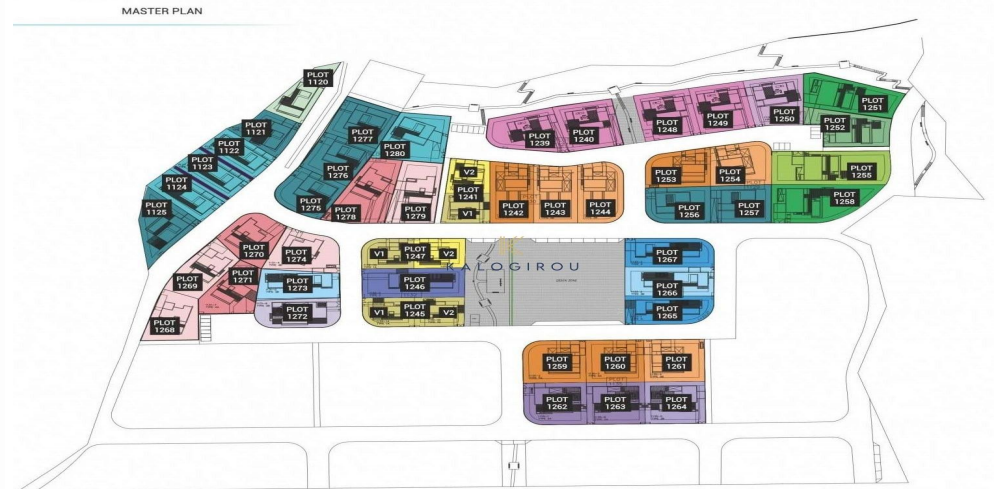 MASTER PLAN
PLOT
1120
PLOT
1121
PLOT
1122
PLOT
1123
PLOT
1124
PLOT
1125
PLOT
1277
PLOT
1280
PLOT
1276
PLOT
1275
PLOT
1278
PLOT
1279
PLOT
1239
PLOT
1240
PLOT
1248
PLOT
1249
PLOT
1250
PLOT
1251
PLOT
1252
V2
PLOT
1241
V1
PLOT
1242
PLOT
1243
PLOT
1244
PLOT
1253
PLOT
1254
PLOT
1255
PLOT
1256
PLOT
1257
PLOT
1258
PLOT
1270
PLOT
1274
PLOT
1269
PLOT
1271
PLOT
1273
PLOT
1268
PLOT
1272
V1
PLOT
1247
V2
PLOT
1246
V1
PLOT
1245
V2
KALOGIROU
PLOT
1267
PLOT
1266
PLOT
1265
PLOT
1259
PLOT
1260
PLOT
1261
PLOT
1262
PLOT
1263
PLOT
1264